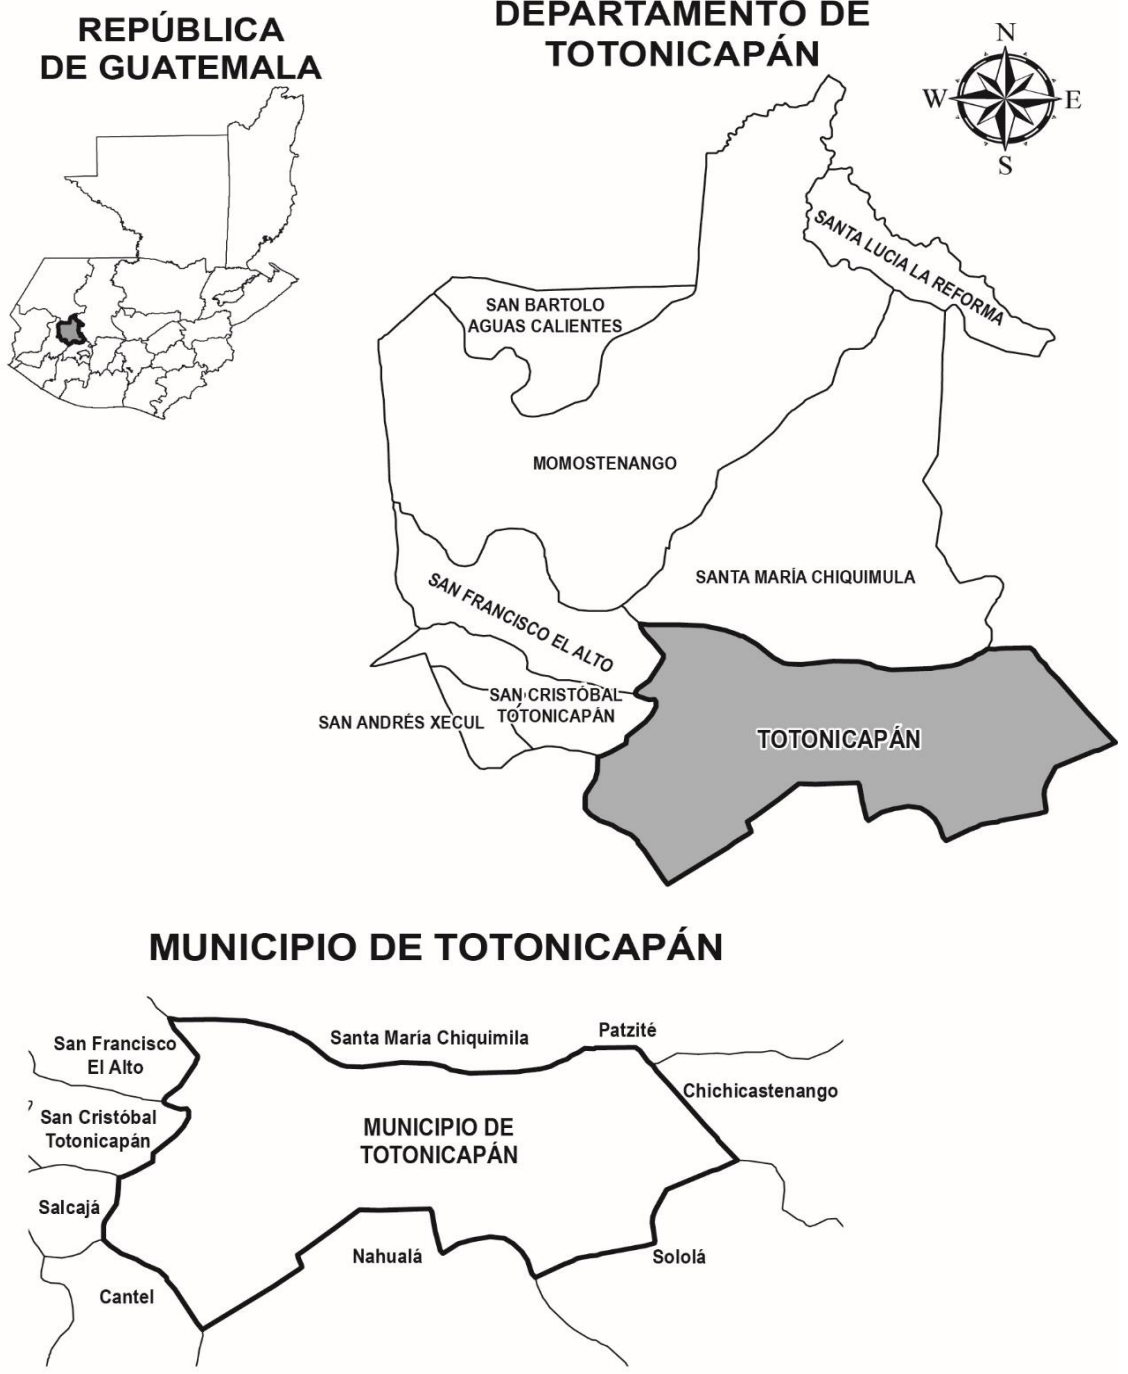 REPÚBLICA
DE GUATEMALA
DEPARTAMENTO DE
TOTONICAPÁN
N
W
E
S
SANTA LUCIA LA REFORMA
SAN BARTOLO
AGUAS CALIENTES
MOMOSTENANGO
SANTA MARÍA CHIQUIMULA
SAN FRANCISCO EL ALTO
SAN CRISTÓBAL
TOTONICAPÁN
SAN ANDRÉS XECUL
TOTONICAPÁN
MUNICIPIO DE TOTONICAPÁN
San Francisco
El Alto
Santa María Chiquimila
Patzité
Chichicastenango
San Cristóbal
Totonicapán
MUNICIPIO DE
TOTONICAPÁN
Salcajá
Nahualá
Sololá
Cantel